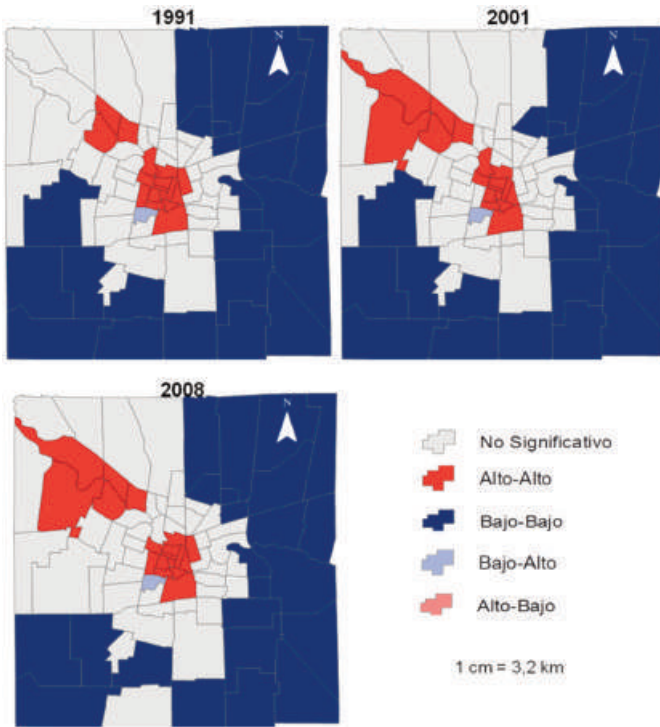 1991
2001
N
N
2008
N
No Significativo
Alto-Alto
Bajo-Bajo
Bajo-Alto
Alto-Bajo
1 cm = 3,2 km